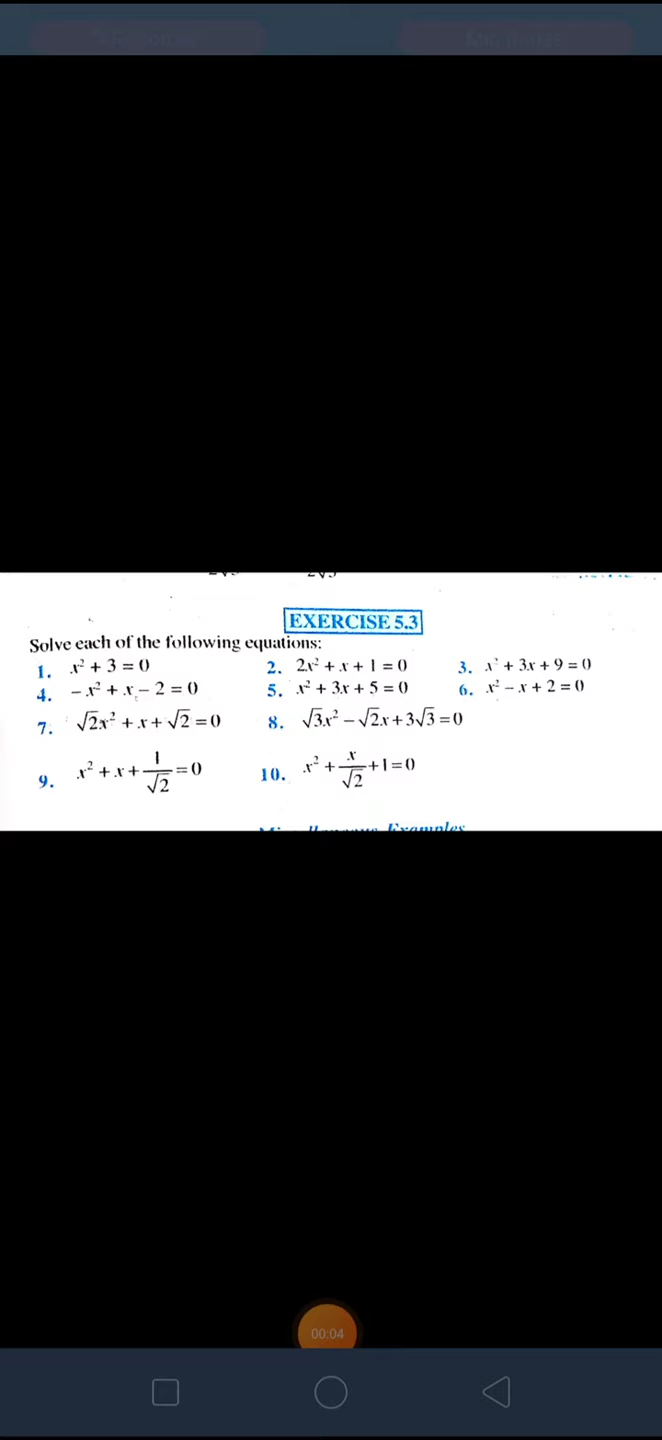 EXERCISE 5.3
Solve each of the following equations:
1. x² + 3 = 0 2. 2x² + x + 1 = 0 3. x² + 3x + 9 = 0
4. – x² + x – 2 = 0 5. x² + 3x + 5 = 0 6. x² – x + 2 = 0
7. √2x² + x + √2 = 0 8. √3x² – √2x + 3√3 = 0
9. x² + x + 1/√2 = 0 10. x² + x/√2 + 1 = 0
Examples
00:04